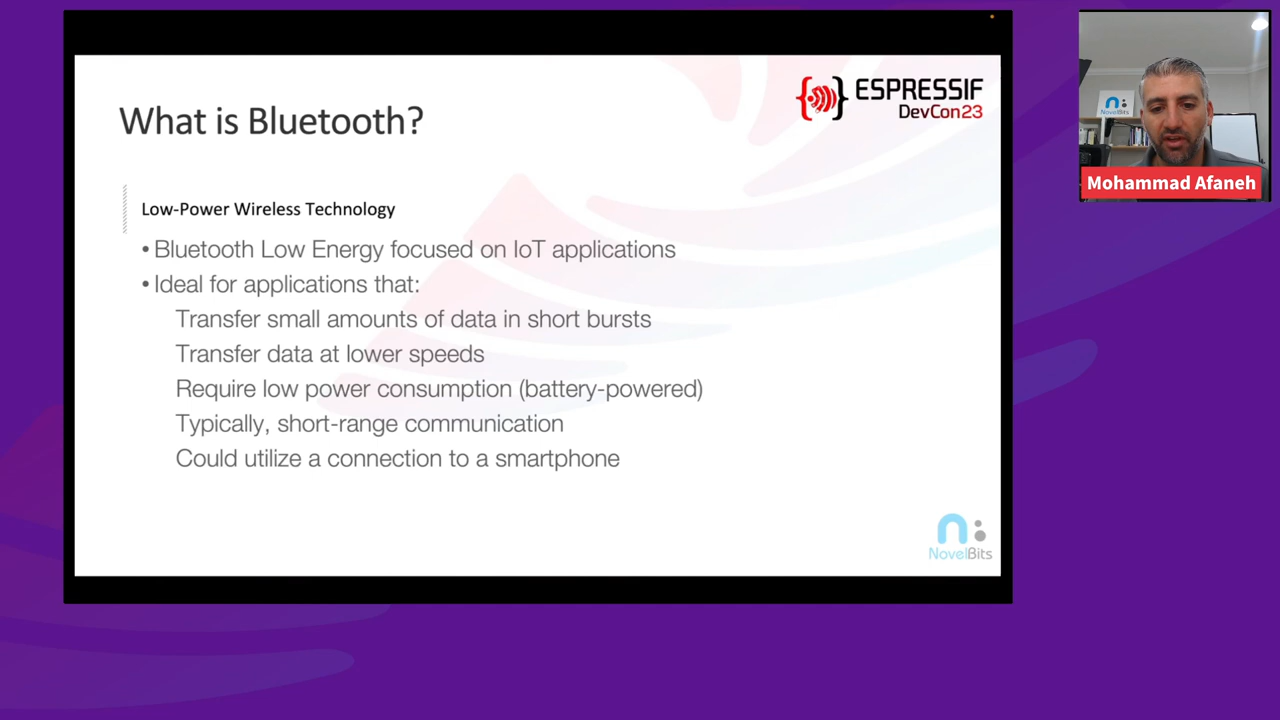 What is Bluetooth?
ESPRESSIF
DevCon23
Low-Power Wireless Technology
• Bluetooth Low Energy focused on IoT applications
• Ideal for applications that:
Transfer small amounts of data in short bursts
Transfer data at lower speeds
Require low power consumption (battery-powered)
Typically, short-range communication
Could utilize a connection to a smartphone
NovelBits
NovelBits
Mohammad Afaneh